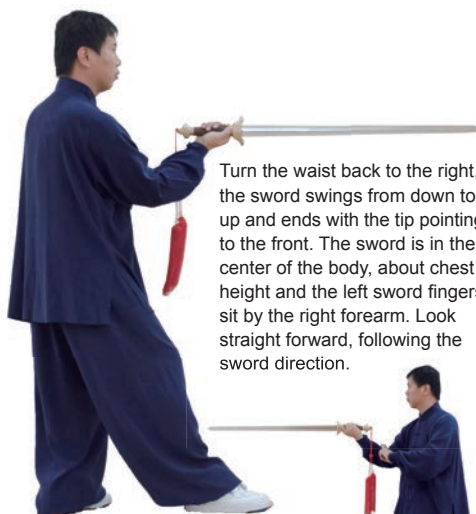 Turn the waist back to the right,
the sword swings from down to
up and ends with the tip pointing
to the front. The sword is in the
center of the body, about chest
height and the left sword fingers
sit by the right forearm. Look
straight forward, following the
sword direction.